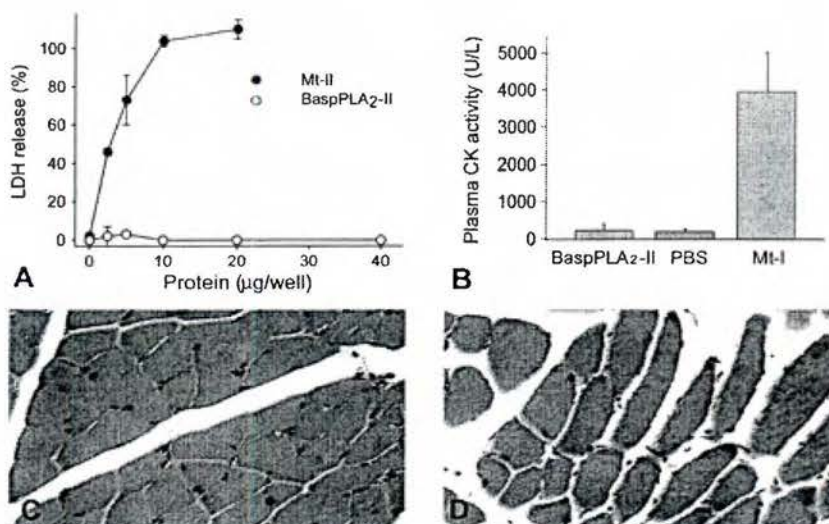 100
80
60
40
20
0
LDH release (%)
Mt-II
BaspPLA2-II
0 10 20 30 40
Protein (µg/well)
A
5000
4000
3000
2000
1000
0
Plasma CK activity (U/L)
BaspPLA2-II PBS Mt-I
B
C
D